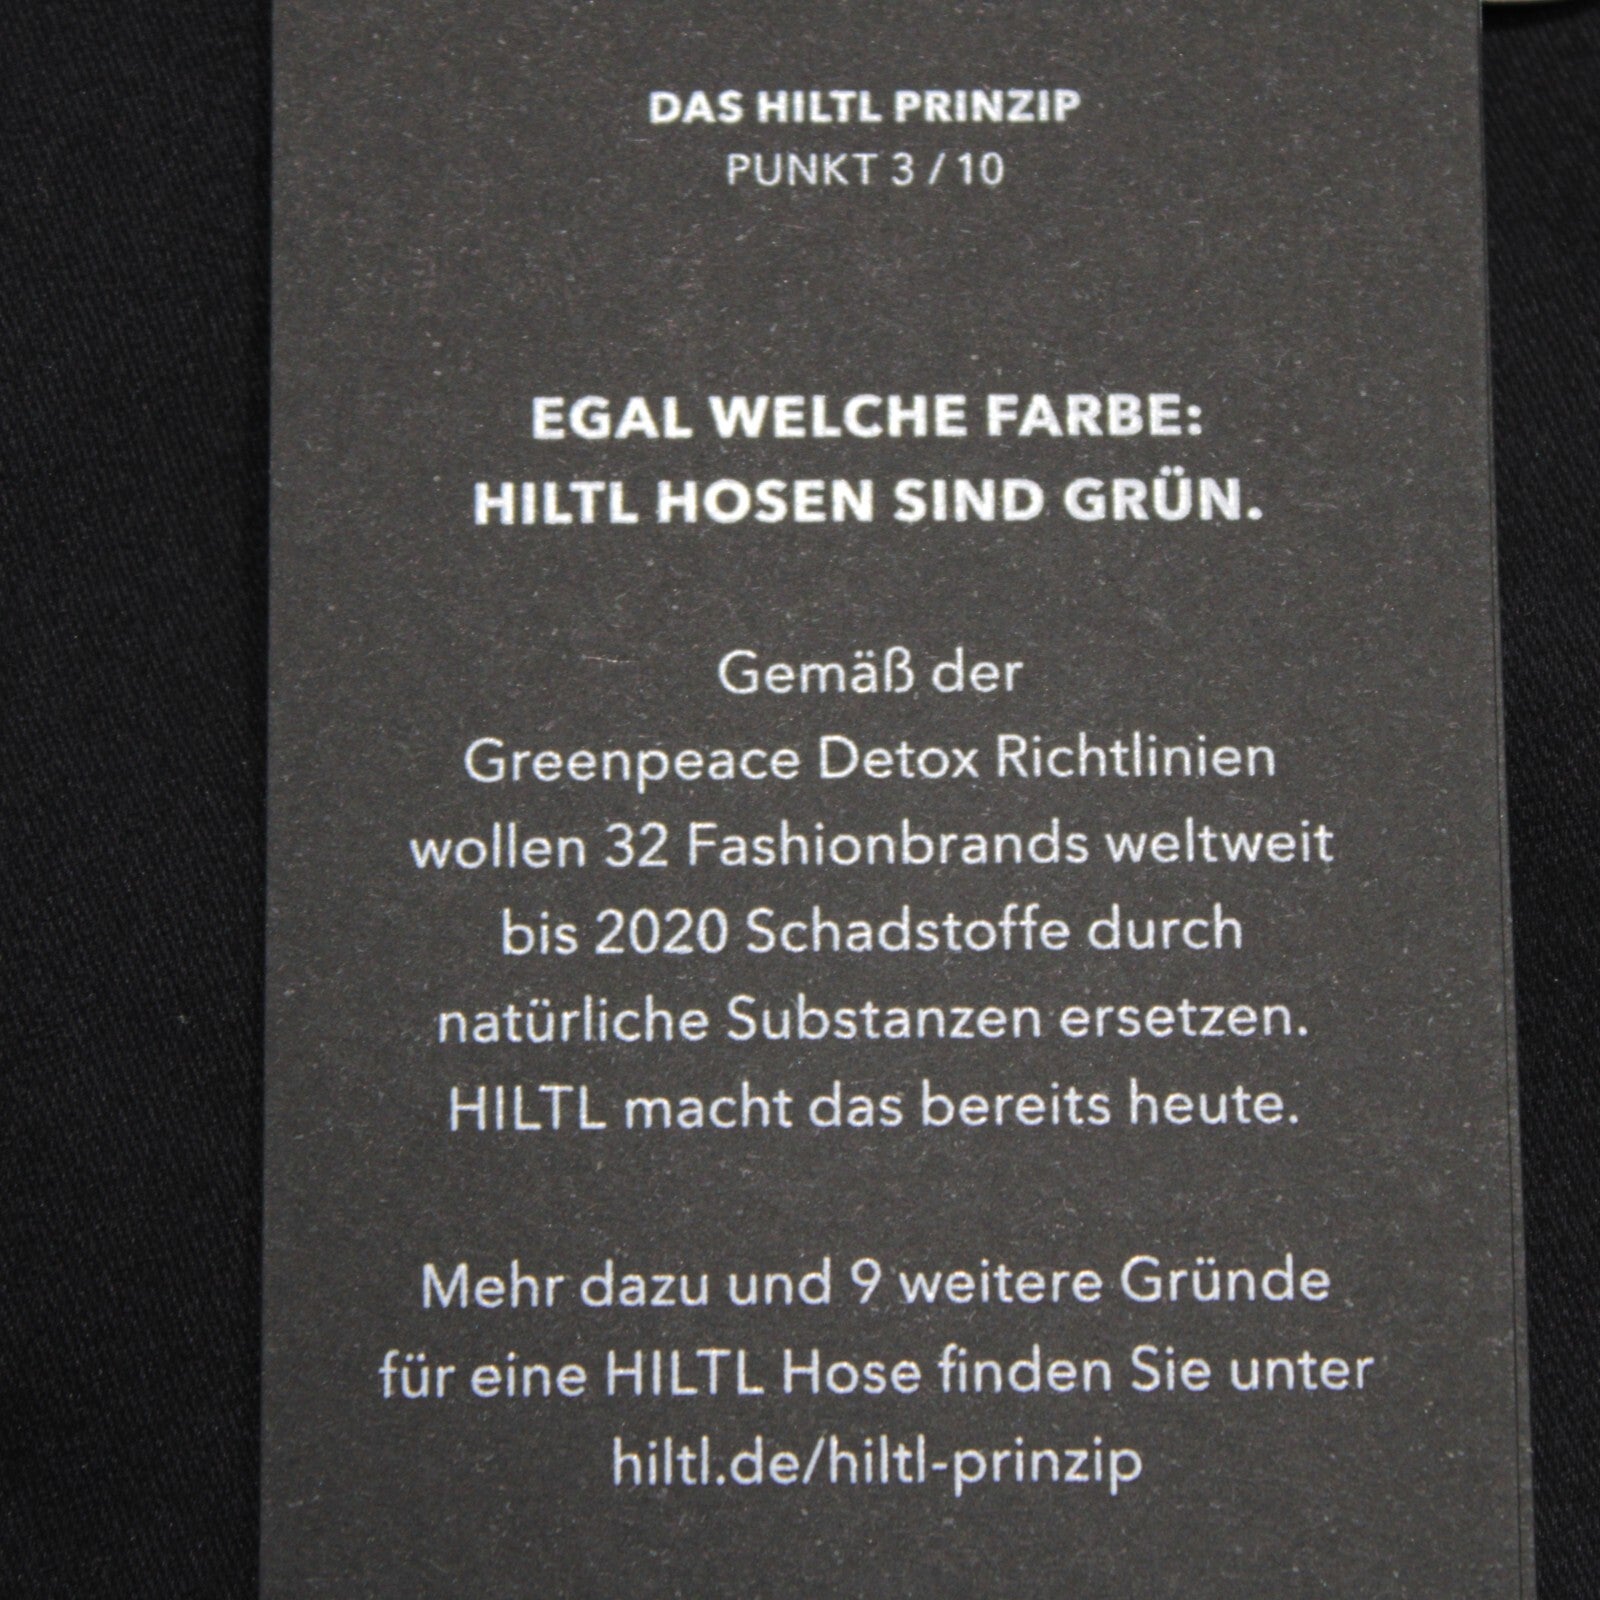 DAS HILTL PRINZIP
PUNKT 3 / 10
EGAL WELCHE FARBE:
HILTL HOSEN SIND GRÜN.
Gemäß der
Greenpeace Detox Richtlinien
wollen 32 Fashionbrands weltweit
bis 2020 Schadstoffe durch
natürliche Substanzen ersetzen.
HILTL macht das bereits heute.
Mehr dazu und 9 weitere Gründe
für eine HILTL Hose finden Sie unter
hiltl.de/hiltl-prinzip